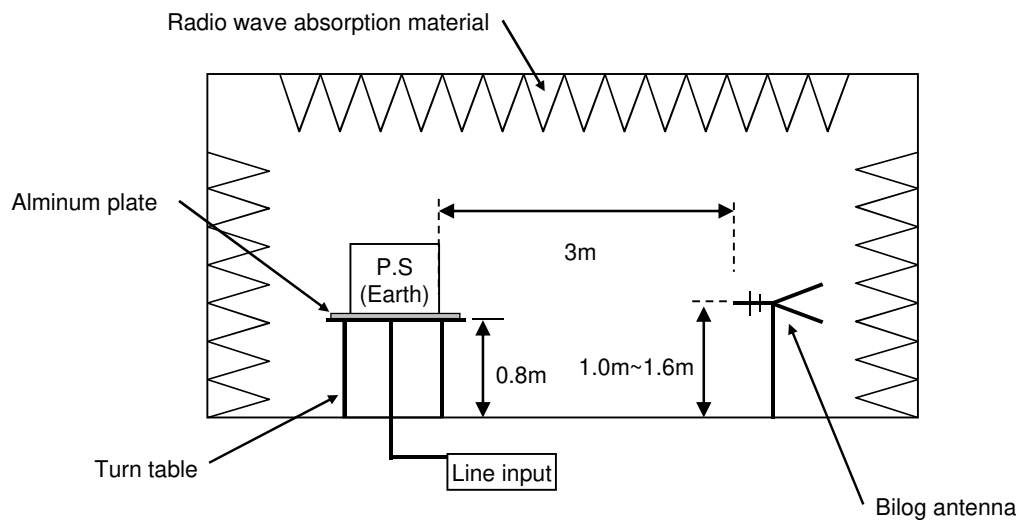 Radio wave absorption material
Alminum plate
3m
P.S
(Earth)
0.8m
1.0m~1.6m
Turn table
Line input
Bilog antenna